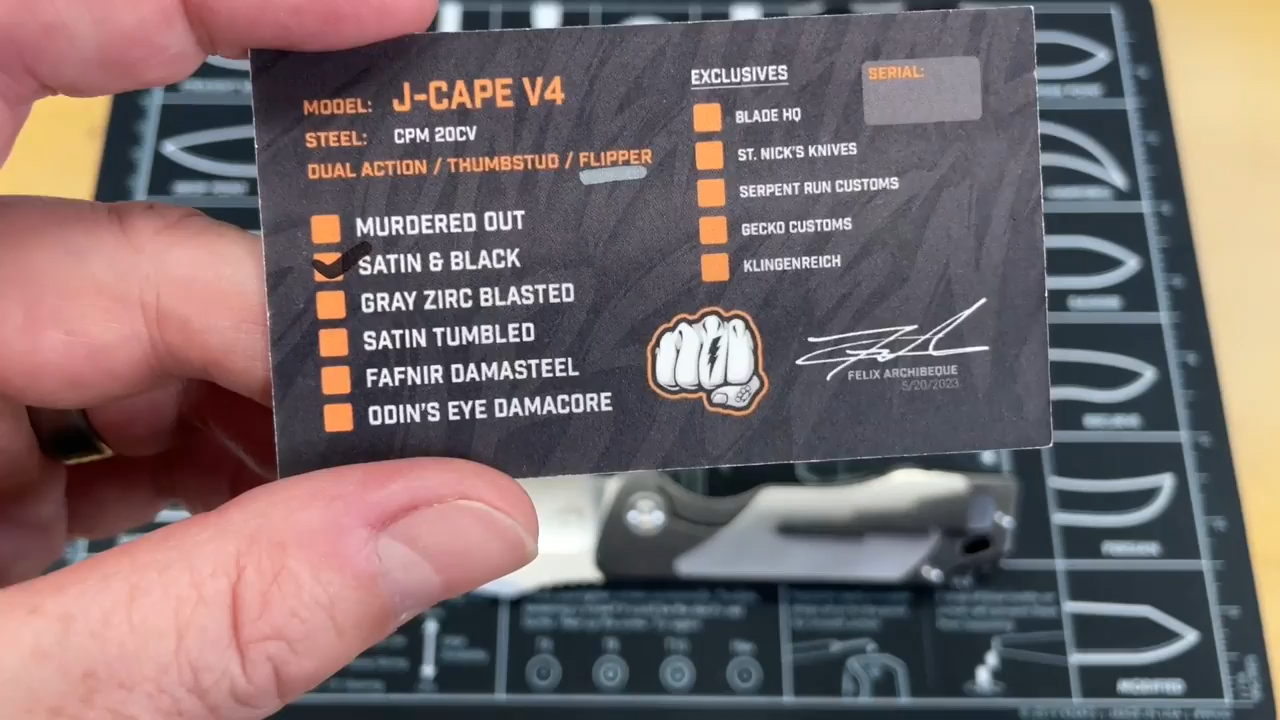 MODEL: J-CAPE V4
STEEL: CPM 20CV
DUAL ACTION / THUMBSTUD / FLIPPER
MURDERED OUT
SATIN & BLACK
GRAY ZIRC BLASTED
SATIN TUMBLED
FAFNIR DAMASTEEL
ODIN'S EYE DAMACORE
EXCLUSIVES
BLADE HQ
ST. NICK'S KNIVES
SERPENT RUN CUSTOMS
GECKO CUSTOMS
KLINGENREICH
SERIAL:
FELIX ARCHIBEQUE
5/20/2023